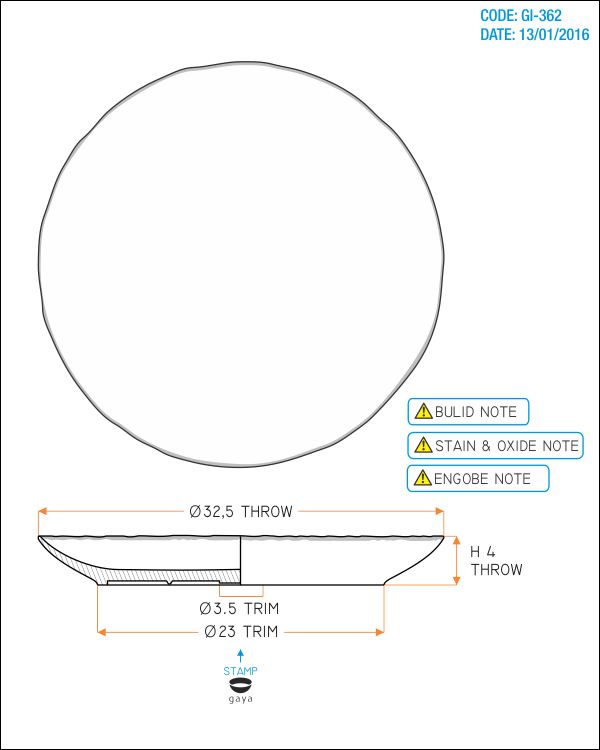 CODE: GI-362
DATE: 13/01/2016
BULID NOTE
STAIN & OXIDE NOTE
ENGOBE NOTE
Ø32,5 THROW
H 4
THROW
Ø3.5 TRIM
Ø23 TRIM
STAMP
gaya